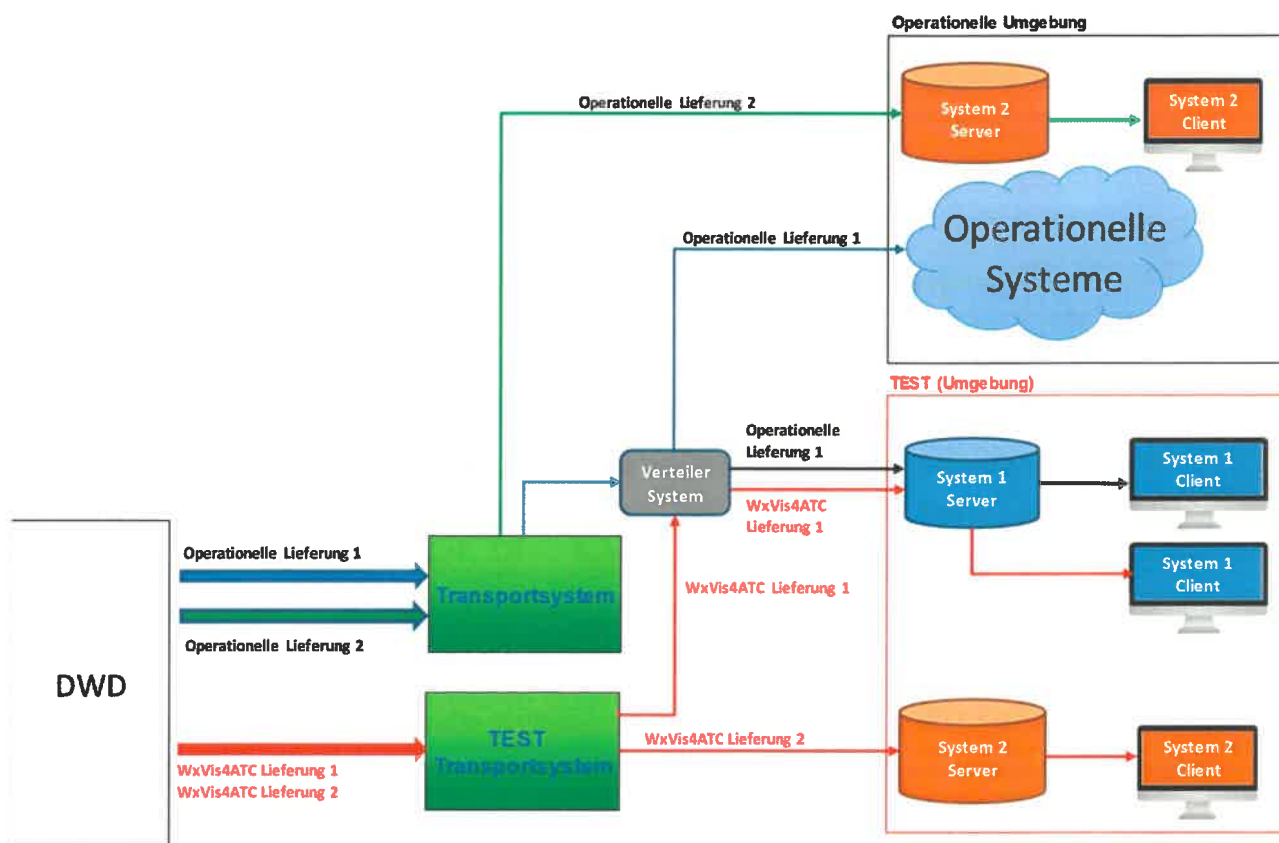 Operationelle Umgebung
Operationelle Lieferung 2
System 2
Server
System 2
Client
Operationelle Lieferung 1
Operationelle
Systeme
TEST (Umgebung)
Operationelle
Lieferung 1
Verteiler
System
WxVis4ATC
Lieferung 1
System 1
Server
System 1
Client
System 1
Client
Operationelle Lieferung 1
Transportsystem
WxVis4ATC Lieferung 1
Operationelle Lieferung 2
DWD
TEST
Transportsystem
WxVis4ATC Lieferung 2
WxVis4ATC Lieferung 1
WxVis4ATC Lieferung 2
System 2
Server
System 2
Client